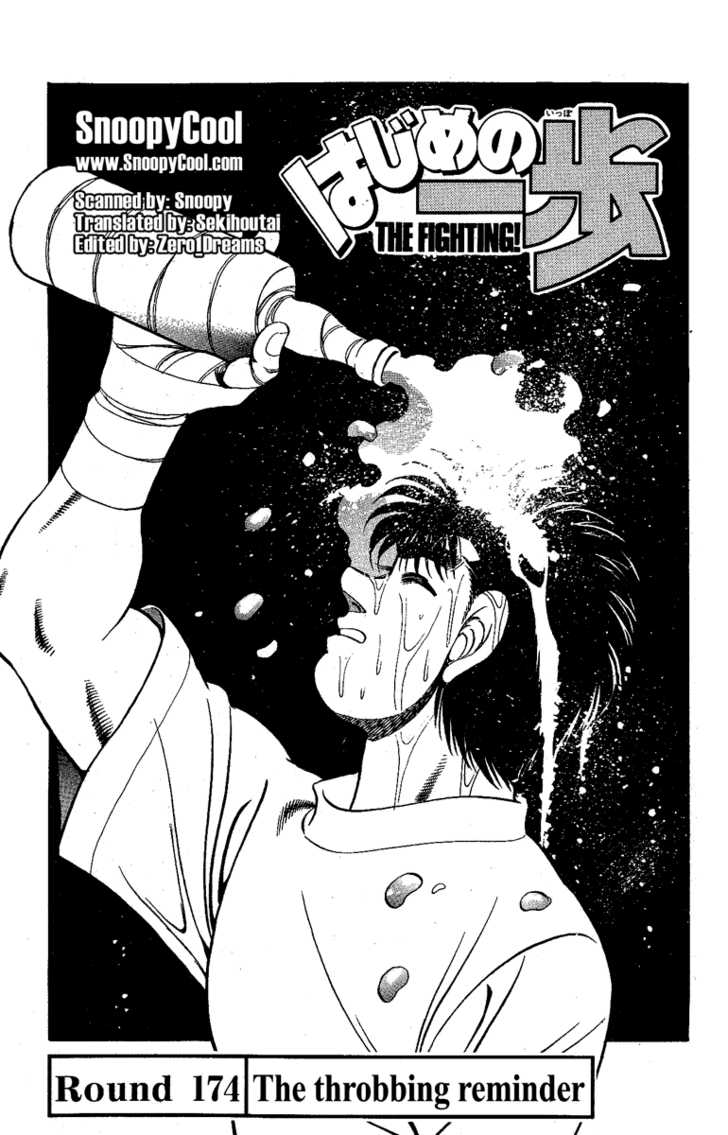 SnoopyCool
www.SnoopyCool.com
Scanned by: Snoopy
Translated by: Sekihoutai
Edited by: Zero_Dreams
はじめの一歩
いっぽ
THE FIGHTING!
Round 174
The throbbing reminder